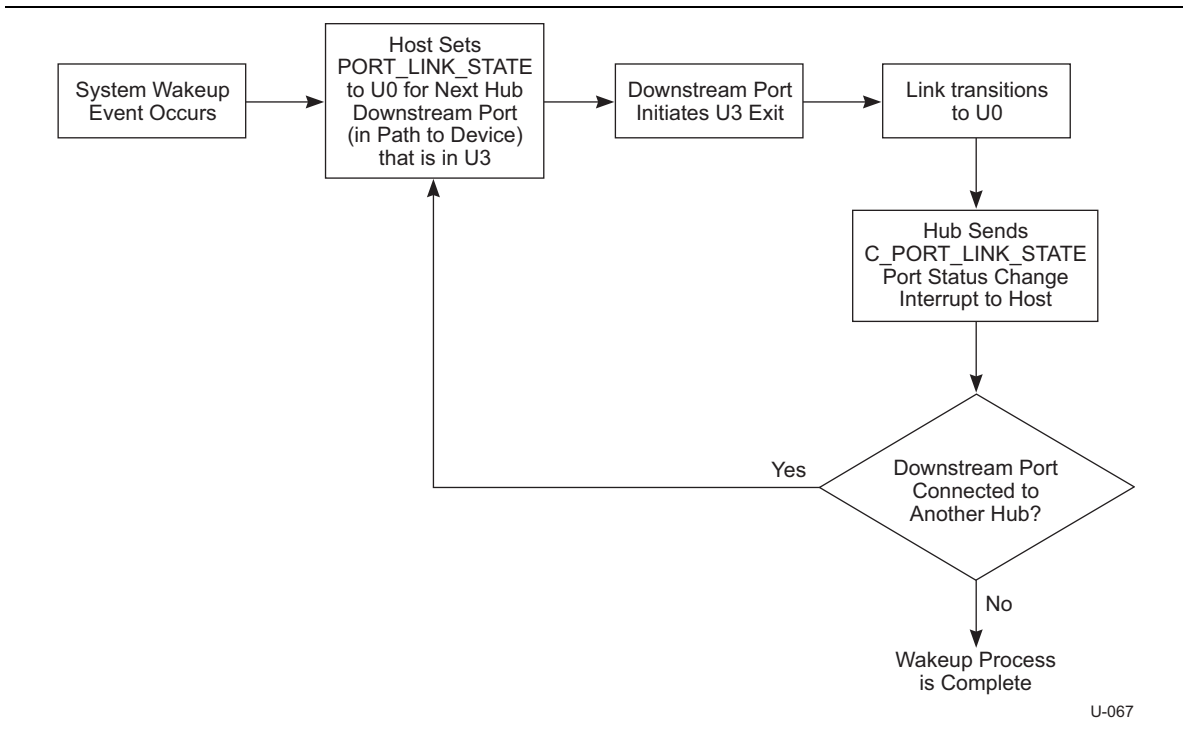 System Wakeup
Event Occurs
Host Sets
PORT_LINK_STATE
to U0 for Next Hub
Downstream Port
(in Path to Device)
that is in U3
Downstream Port
Initiates U3 Exit
Link transitions
to U0
Hub Sends
C_PORT_LINK_STATE
Port Status Change
Interrupt to Host
Yes
Downstream Port
Connected to
Another Hub?
No
Wakeup Process
is Complete
U-067